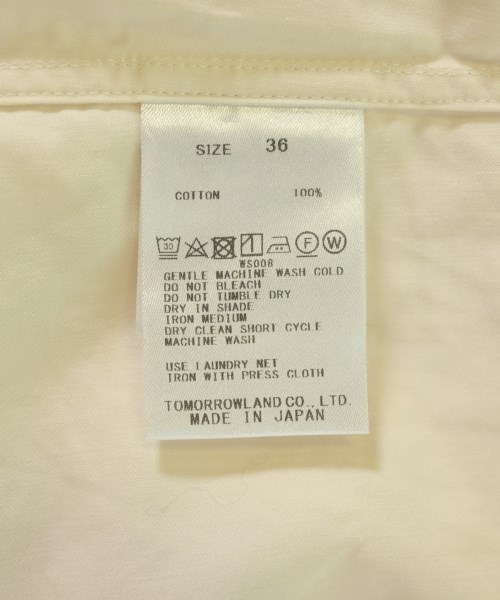 SIZE 36
COTTON 100%
30 F W
WS008
GENTLE MACHINE WASH COLD
DO NOT BLEACH
DO NOT TUMBLE DRY
DRY IN SHADE
IRON MEDIUM
DRY CLEAN SHORT CYCLE
MACHINE WASH
USE LAUNDRY NET
IRON WITH PRESS CLOTH
TOMORROWLAND CO., LTD.
MADE IN JAPAN